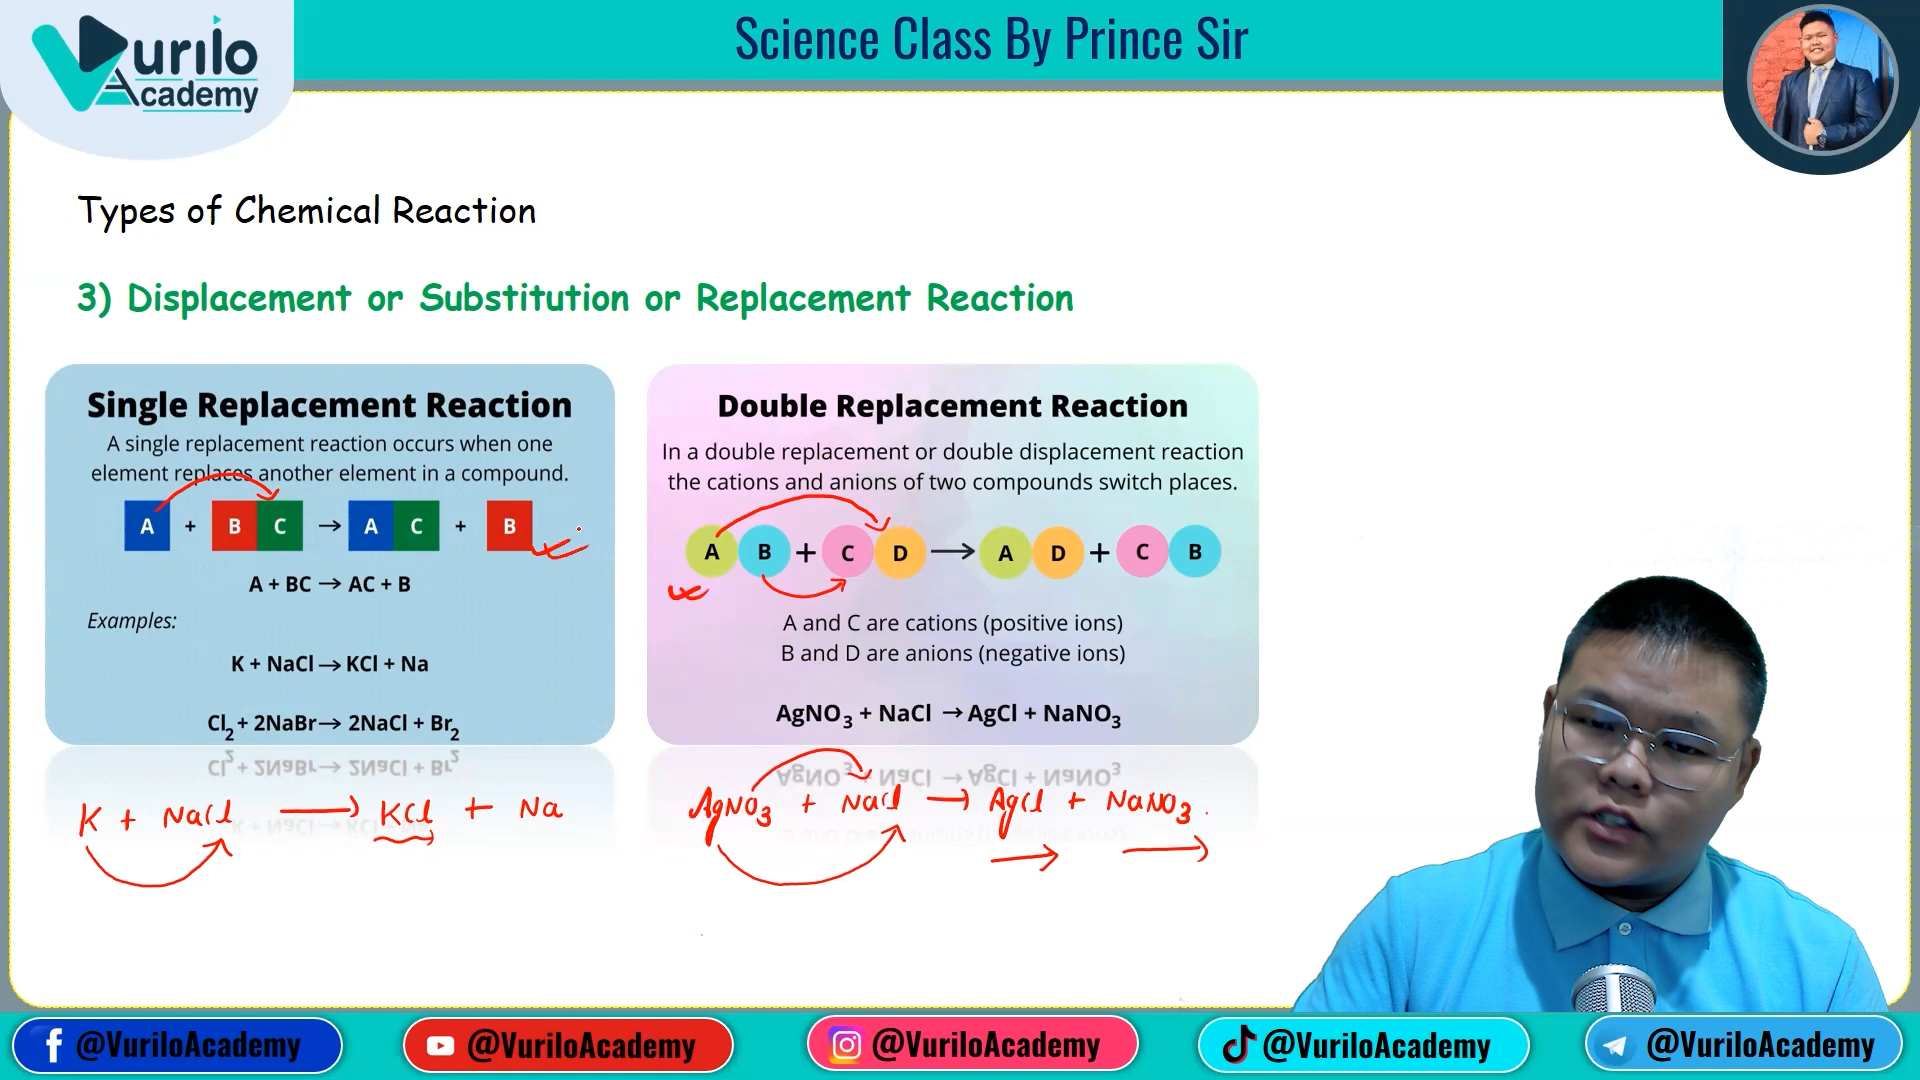 Vurilo
Academy
Science Class By Prince Sir
Types of Chemical Reaction
3) Displacement or Substitution or Replacement Reaction
Single Replacement Reaction
A single replacement reaction occurs when one
element replaces another element in a compound.
A + B C → A C + B
A + BC → AC + B
Examples:
K + NaCl → KCl + Na
Cl₂ + 2NaBr → 2NaCl + Br₂
K + NaCl → KCl + Na
Double Replacement Reaction
In a double replacement or double displacement reaction
the cations and anions of two compounds switch places.
A B + C D → A D + C B
A and C are cations (positive ions)
B and D are anions (negative ions)
AgNO₃ + NaCl → AgCl + NaNO₃
AgNO₃ + NaCl → AgCl + NaNO₃
@VuriloAcademy
@VuriloAcademy
@VuriloAcademy
@VuriloAcademy
@VuriloAcademy